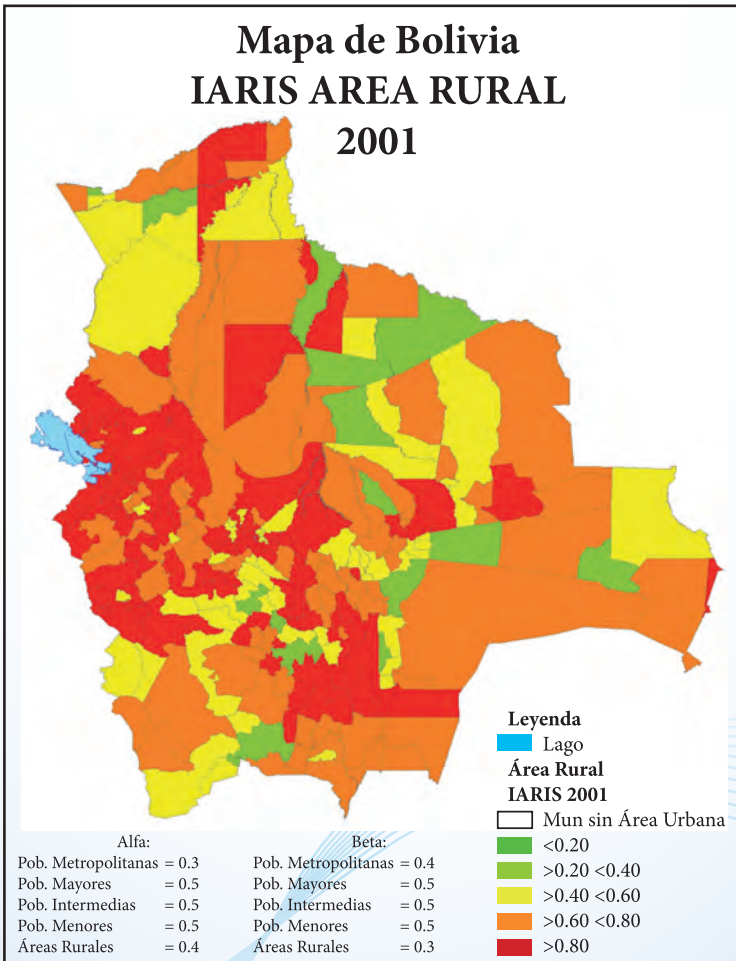 Mapa de Bolivia
IARIS AREA RURAL
2001
Leyenda
Lago
Área Rural
IARIS 2001
Mun sin Área Urbana
<0.20
>0.20 <0.40
>0.40 <0.60
>0.60 <0.80
>0.80
Alfa:
Pob. Metropolitanas = 0.3
Pob. Mayores = 0.5
Pob. Intermedias = 0.5
Pob. Menores = 0.5
Áreas Rurales = 0.4
Beta:
Pob. Metropolitanas = 0.4
Pob. Mayores = 0.5
Pob. Intermedias = 0.5
Pob. Menores = 0.5
Áreas Rurales = 0.3